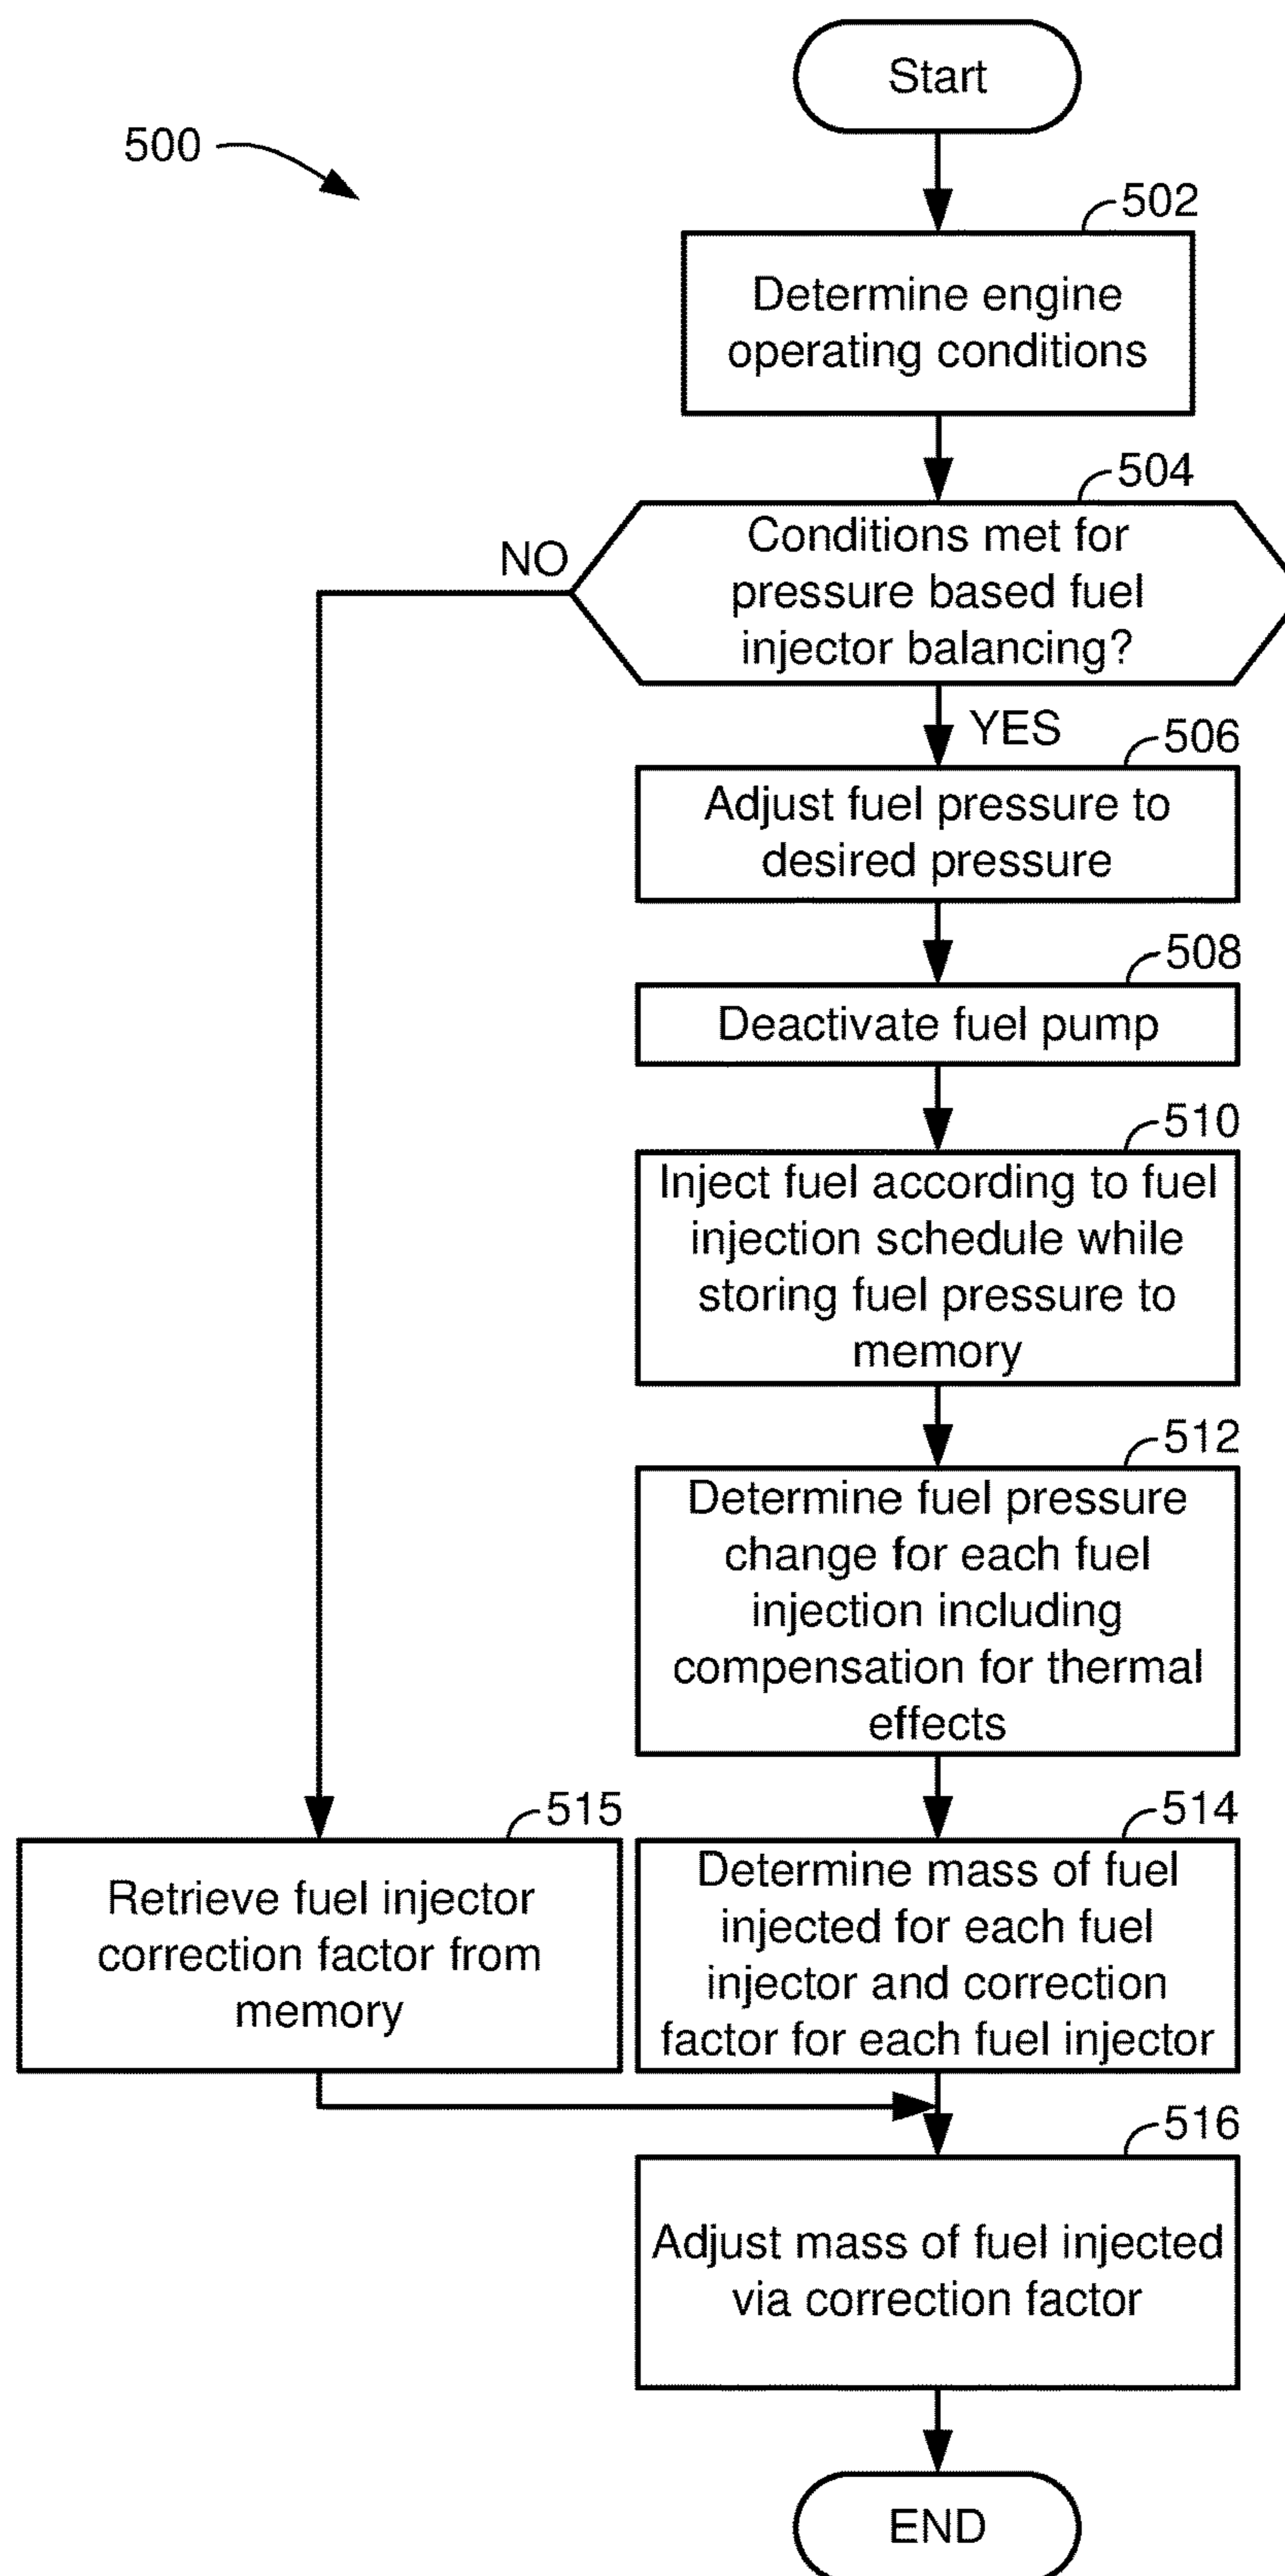 Start
500
502
Determine engine
operating conditions
504
Conditions met for
pressure based fuel
injector balancing?
NO
YES
506
Adjust fuel pressure to
desired pressure
508
Deactivate fuel pump
510
Inject fuel according to fuel
injection schedule while
storing fuel pressure to
memory
512
Determine fuel pressure
change for each fuel
injection including
compensation for thermal
effects
515
Retrieve fuel injector
correction factor from
memory
514
Determine mass of fuel
injected for each fuel
injector and correction
factor for each fuel injector
516
Adjust mass of fuel injected
via correction factor
END